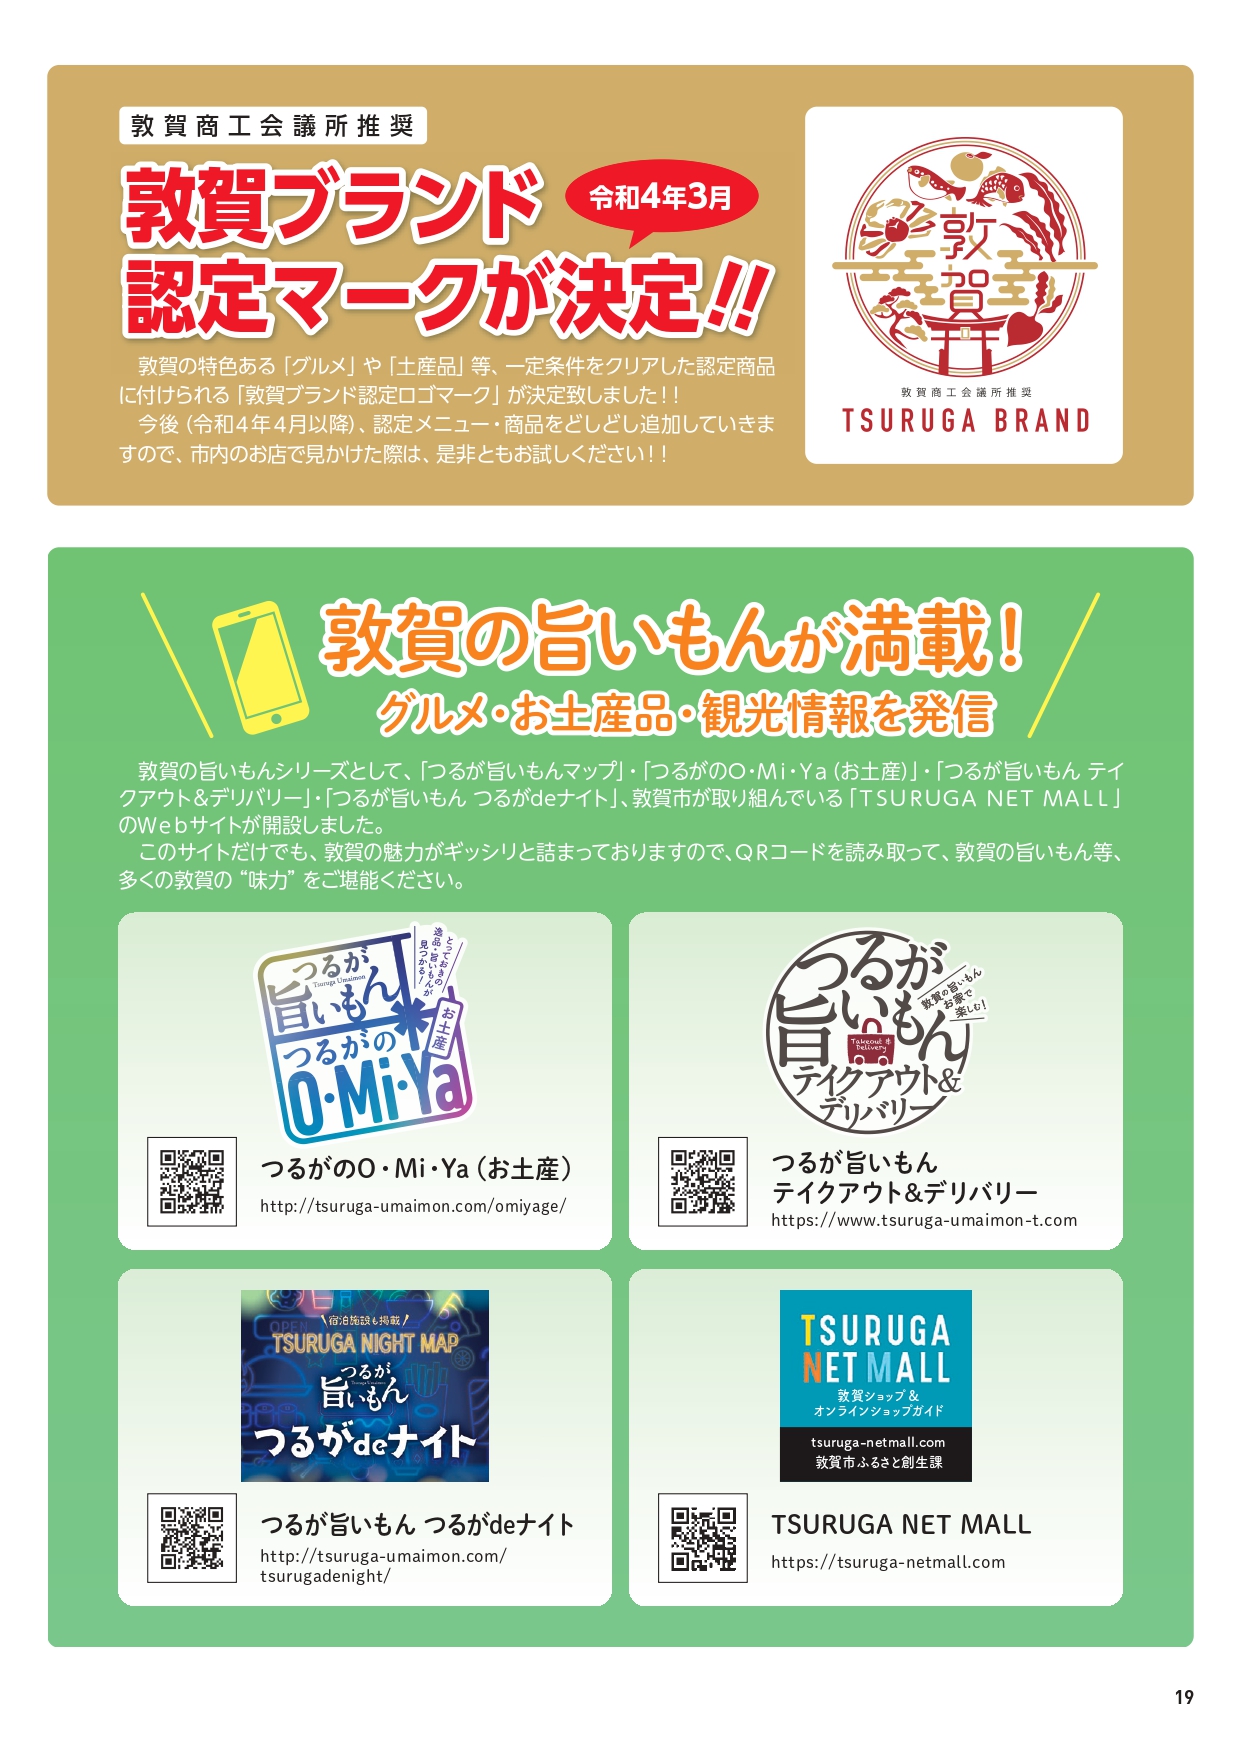 敦賀商工会議所推奨
敦賀ブランド
令和4年3月
認定マークが決定!!
敦賀の特色ある「グルメ」や「土産品」等、一定条件をクリアした認定商品
に付けられる「敦賀ブランド認定ロゴマーク」が決定致しました!!
今後(令和4年4月以降)、認定メニュー・商品をどしどし追加していきま
すので、市内のお店で見かけた際は、是非ともお試しください!!
敦賀
敦賀商工会議所推奨
TSURUGA BRAND
敦賀の旨いもんが満載!
グルメ・お土産品・観光情報を発信
敦賀の旨いもんシリーズとして、「つるが旨いもんマップ」・「つるがのO・Mi・Ya(お土産)」・「つるが旨いもん テイ
クアウト&デリバリー」・「つるが旨いもん つるがdeナイト」、敦賀市が取り組んでいる「TSURUGA NET MALL」
のWebサイトが開設しました。
このサイトだけでも、敦賀の魅力がギッシリと詰まっておりますので、QRコードを読み取って、敦賀の旨いもん等、
多くの敦賀の“味力”をご堪能ください。
とっておきの
逸品・旨いもんが
見つかる!
つるが
Tsuruga Umaimon
旨いもん
お土産
つるがの
O・Mi・Ya
つるがのO・Mi・Ya(お土産)
http://tsuruga-umaimon.com/omiyage/
つるが
旨いもん
敦賀の旨いもん
お家で
楽しむ!
Takeout &
Delivery
テイクアウト&
デリバリー
つるが旨いもん
テイクアウト&デリバリー
https://www.tsuruga-umaimon-t.com
OPEN
宿泊施設も掲載
TSURUGA NIGHT MAP
つるが
旨いもん
つるがdeナイト
つるが旨いもん つるがdeナイト
http://tsuruga-umaimon.com/
tsurugadenight/
TSURUGA
NET MALL
敦賀ショップ&
オンラインショップガイド
tsuruga-netmall.com
敦賀市ふるさと創生課
TSURUGA NET MALL
https://tsuruga-netmall.com
19